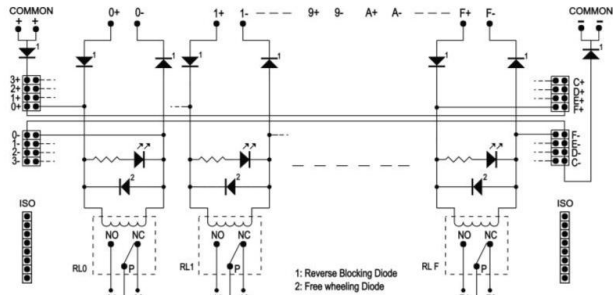 COMMON 0+ 0- 1+ 1- 9+ 9- A+ A- F+ F- COMMON
+ + - -
1 1 1 1 1 1 1 1
3+ C+
2+ D+
1+ E+
0+ F+
0- F-
1- E-
2- D-
3- C-
2 2 2
ISO ISO
NO NC NO NC NO NC
RL0 P RL1 P RL F P
1: Reverse Blocking Diode
2: Free wheeling Diode